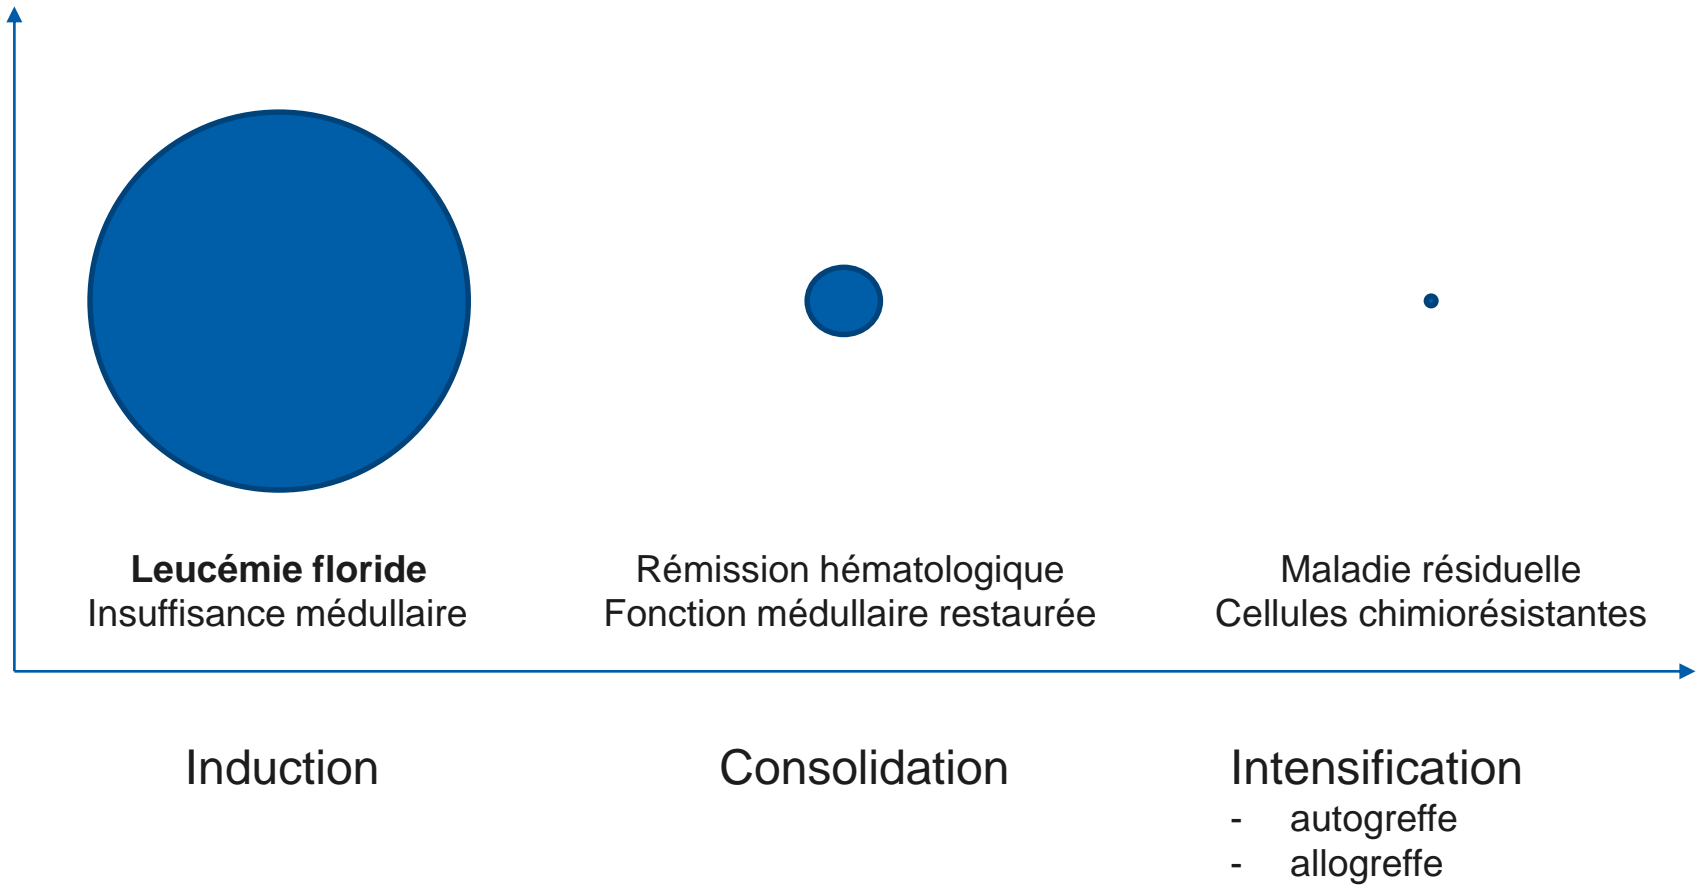 Leucémie floride
Insuffisance médullaire
Rémission hématologique
Fonction médullaire restaurée
Maladie résiduelle
Cellules chimiorésistantes
Induction
Consolidation
Intensification
- autogreffe
- allogreffe